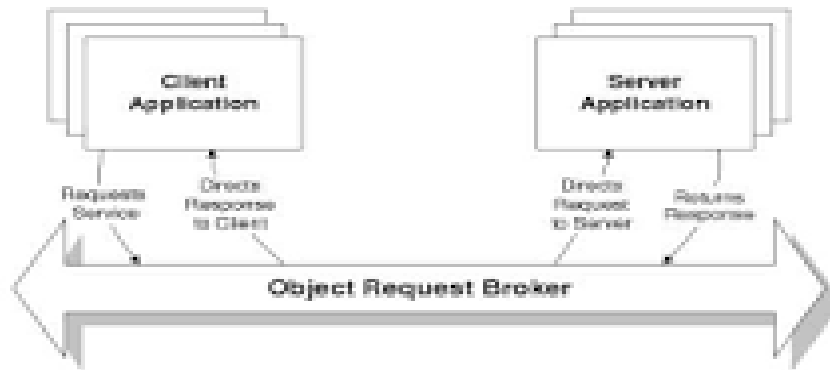 Client
Application
Server
Application
Requests
Service
Directs
Response
to Client
Directs
Request
to Server
Returns
Response
Object Request Broker